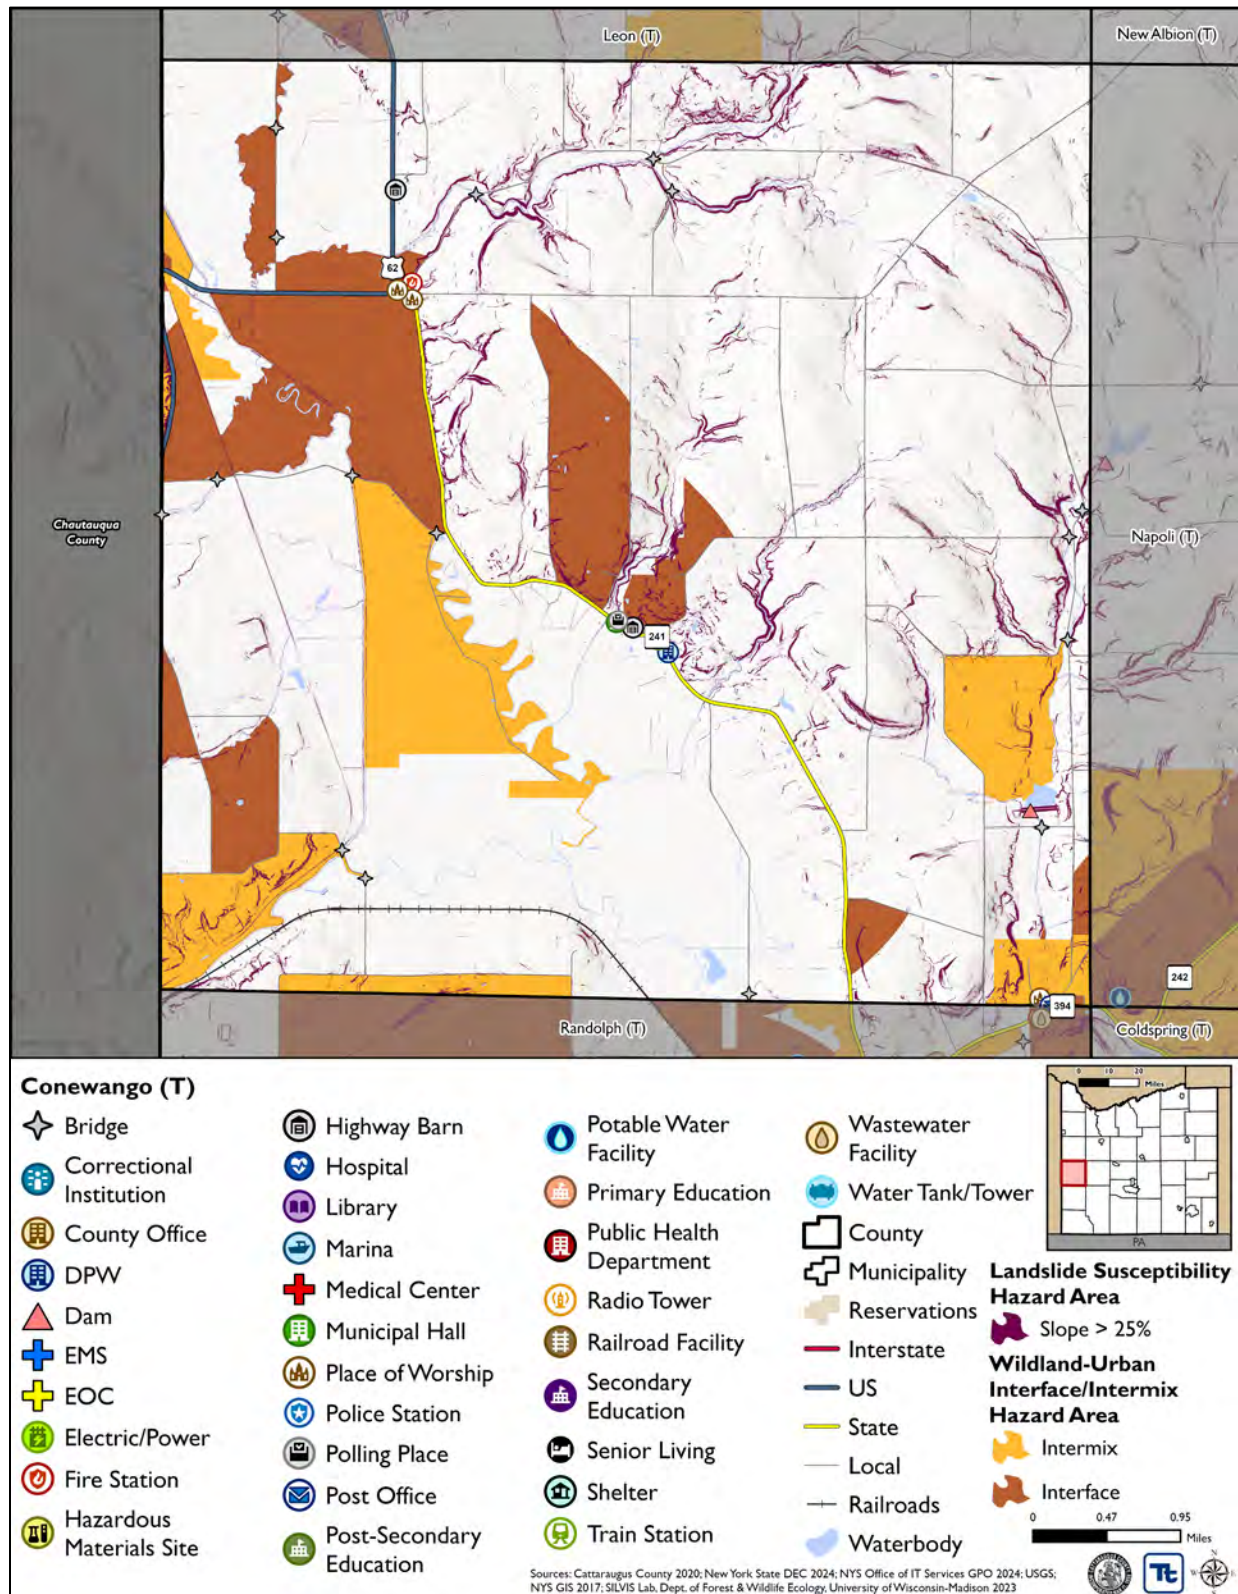 Leon (T)
New Albion (T)
62
Chautauqua
County
Napoli (T)
241
242
394
Randolph (T)
Coldspring (T)
Conewango (T)
Bridge
Correctional
Institution
County Office
DPW
Dam
EMS
EOC
Electric/Power
Fire Station
Hazardous
Materials Site
Highway Barn
Hospital
Library
Marina
Medical Center
Municipal Hall
Place of Worship
Police Station
Polling Place
Post Office
Post-Secondary
Education
Potable Water
Facility
Primary Education
Public Health
Department
Radio Tower
Railroad Facility
Secondary
Education
Senior Living
Shelter
Train Station
Wastewater
Facility
Water Tank/Tower
County
Municipality
Reservations
Interstate
US
State
Local
Railroads
Waterbody
0 10 20
Miles
PA
Landslide Susceptibility
Hazard Area
Slope > 25%
Wildland-Urban
Interface/Intermix
Hazard Area
Intermix
Interface
0 0.47 0.95
Miles
Sources: Cattaraugus County 2020; New York State DEC 2024; NYS Office of IT Services GPO 2024; USGS;
NYS GIS 2017; SILVIS Lab, Dept. of Forest & Wildlife Ecology, University of Wisconsin-Madison 2023
Tt
N
W E
S